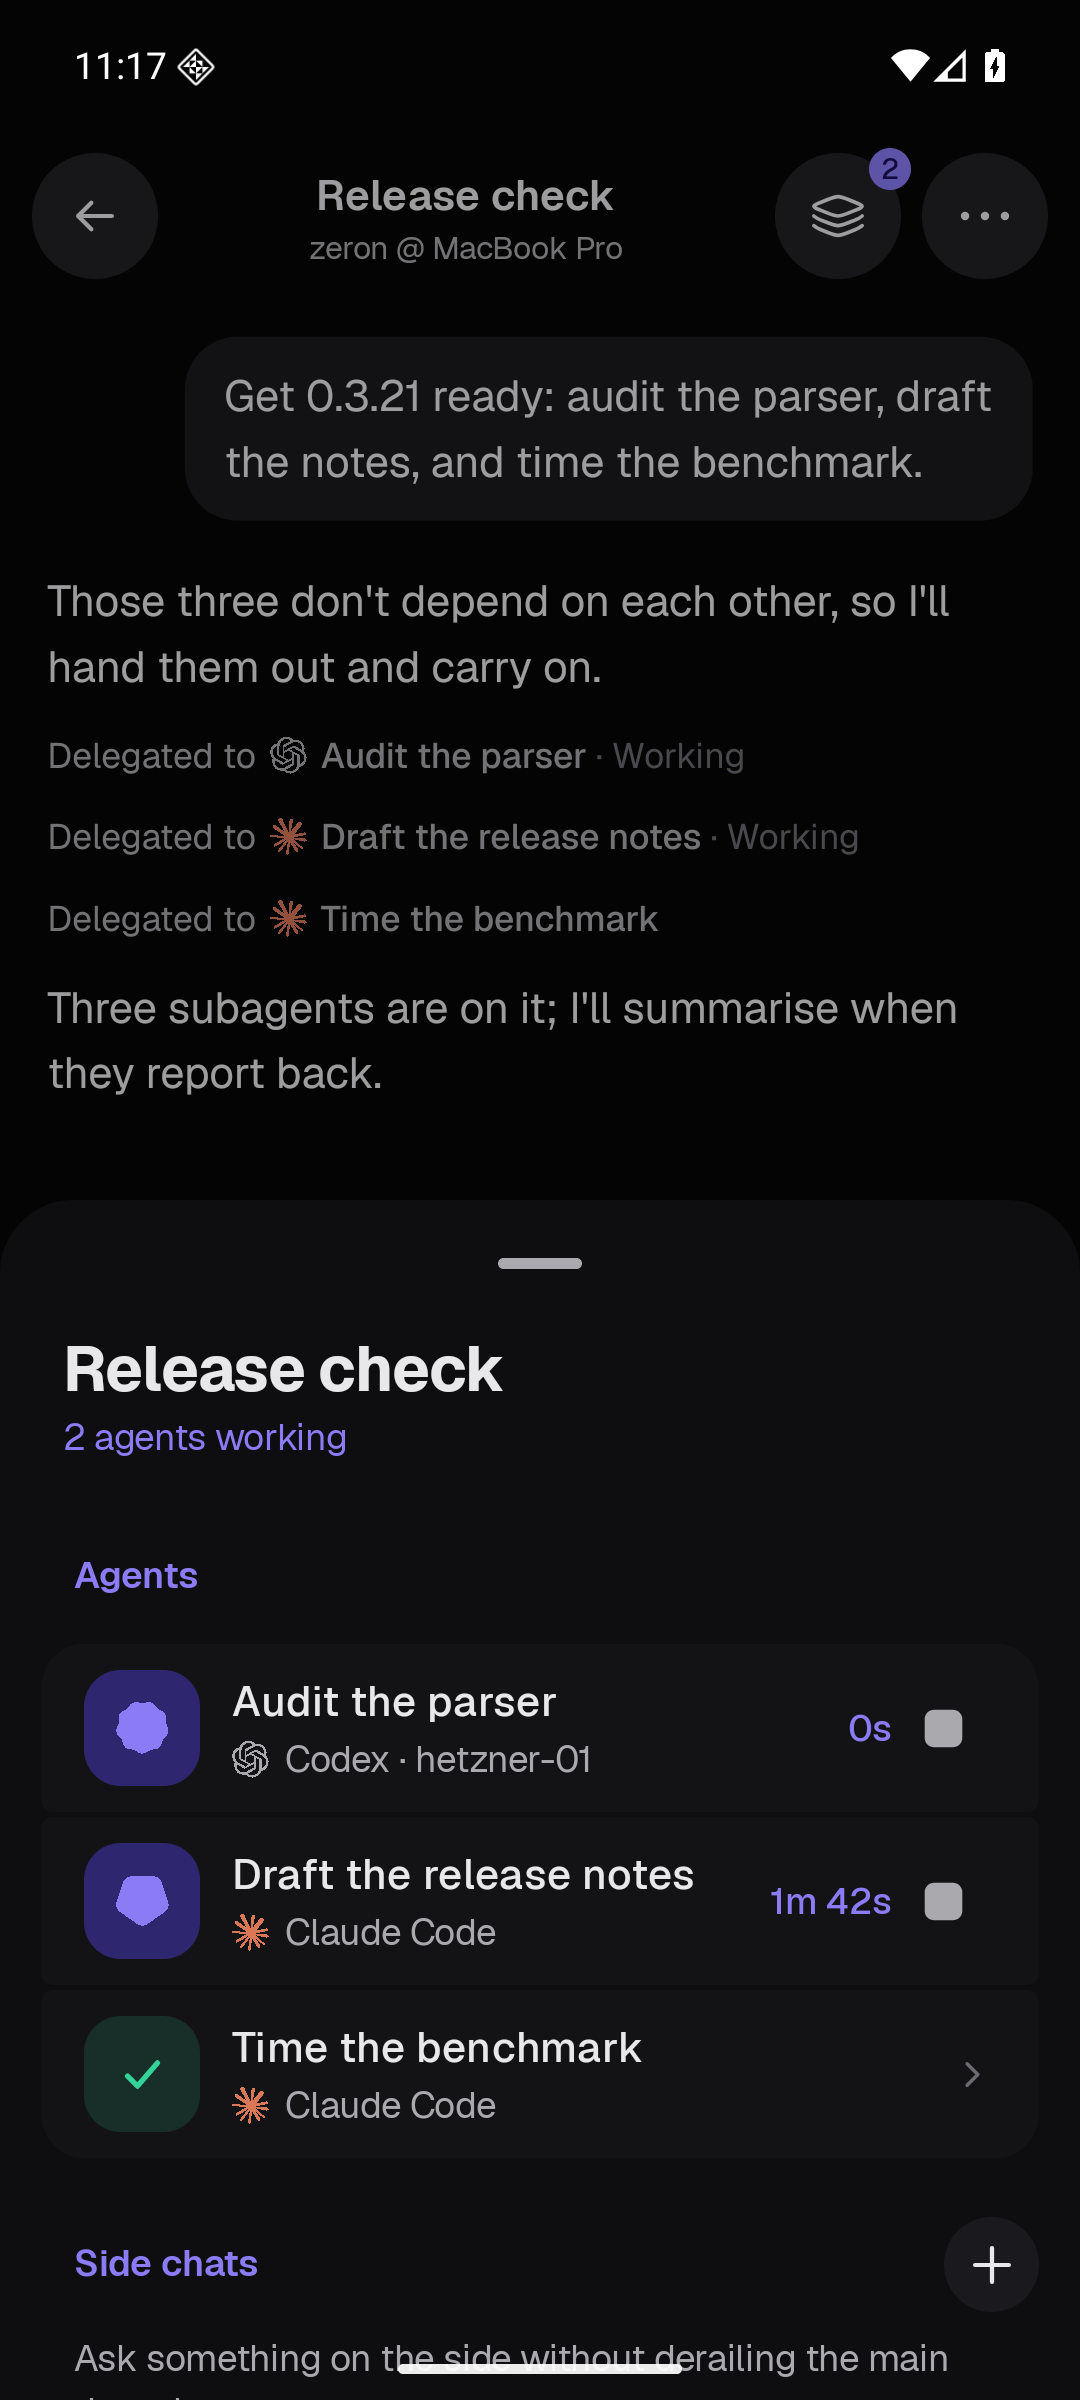 11:17
2
Release check
zeron @ MacBook Pro
Get 0.3.21 ready: audit the parser, draft
the notes, and time the benchmark.
Those three don't depend on each other, so I'll
hand them out and carry on.
Delegated to Audit the parser · Working
Delegated to Draft the release notes · Working
Delegated to Time the benchmark
Three subagents are on it; I'll summarise when
they report back.
Release check
2 agents working
Agents
Audit the parser
Codex · hetzner-01
0s
Draft the release notes
Claude Code
1m 42s
Time the benchmark
Claude Code
Side chats
Ask something on the side without derailing the main